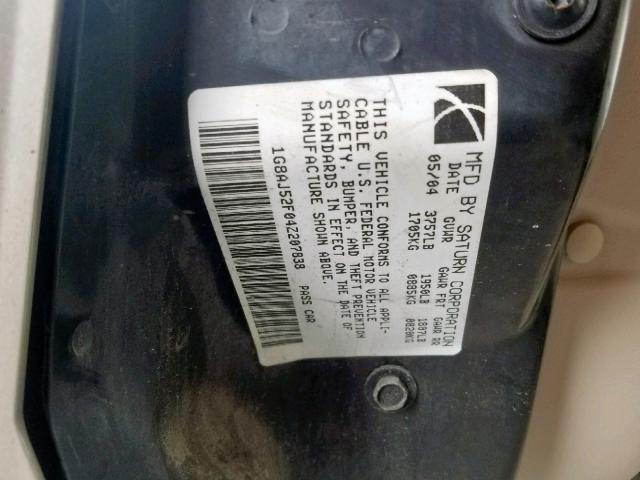 MFD BY SATURN CORPORATION
DATE GVWR GAWR FRT GAWR RR
05/04 3757LB 1950LB 1807LB
1705KG 0885KG 0820KG
THIS VEHICLE CONFORMS TO ALL APPLI-
CABLE U.S. FEDERAL MOTOR VEHICLE
SAFETY, BUMPER, AND THEFT PREVENTION
STANDARDS IN EFFECT ON THE DATE OF
MANUFACTURE SHOWN ABOVE.
1G8AJ52F04Z207838 PASS CAR